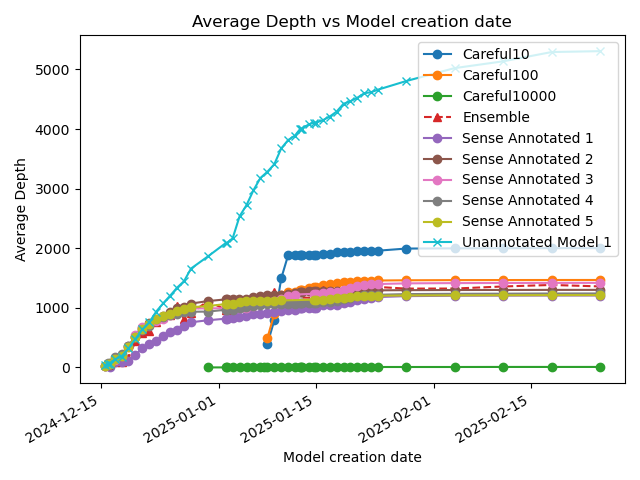 Average Depth vs Model creation date
Careful10
Careful100
Careful10000
Ensemble
Sense Annotated 1
Sense Annotated 2
Sense Annotated 3
Sense Annotated 4
Sense Annotated 5
Unannotated Model 1
Average Depth
5000
4000
3000
2000
1000
0
2024-12-15
2025-01-01
2025-01-15
2025-02-01
2025-02-15
Model creation date